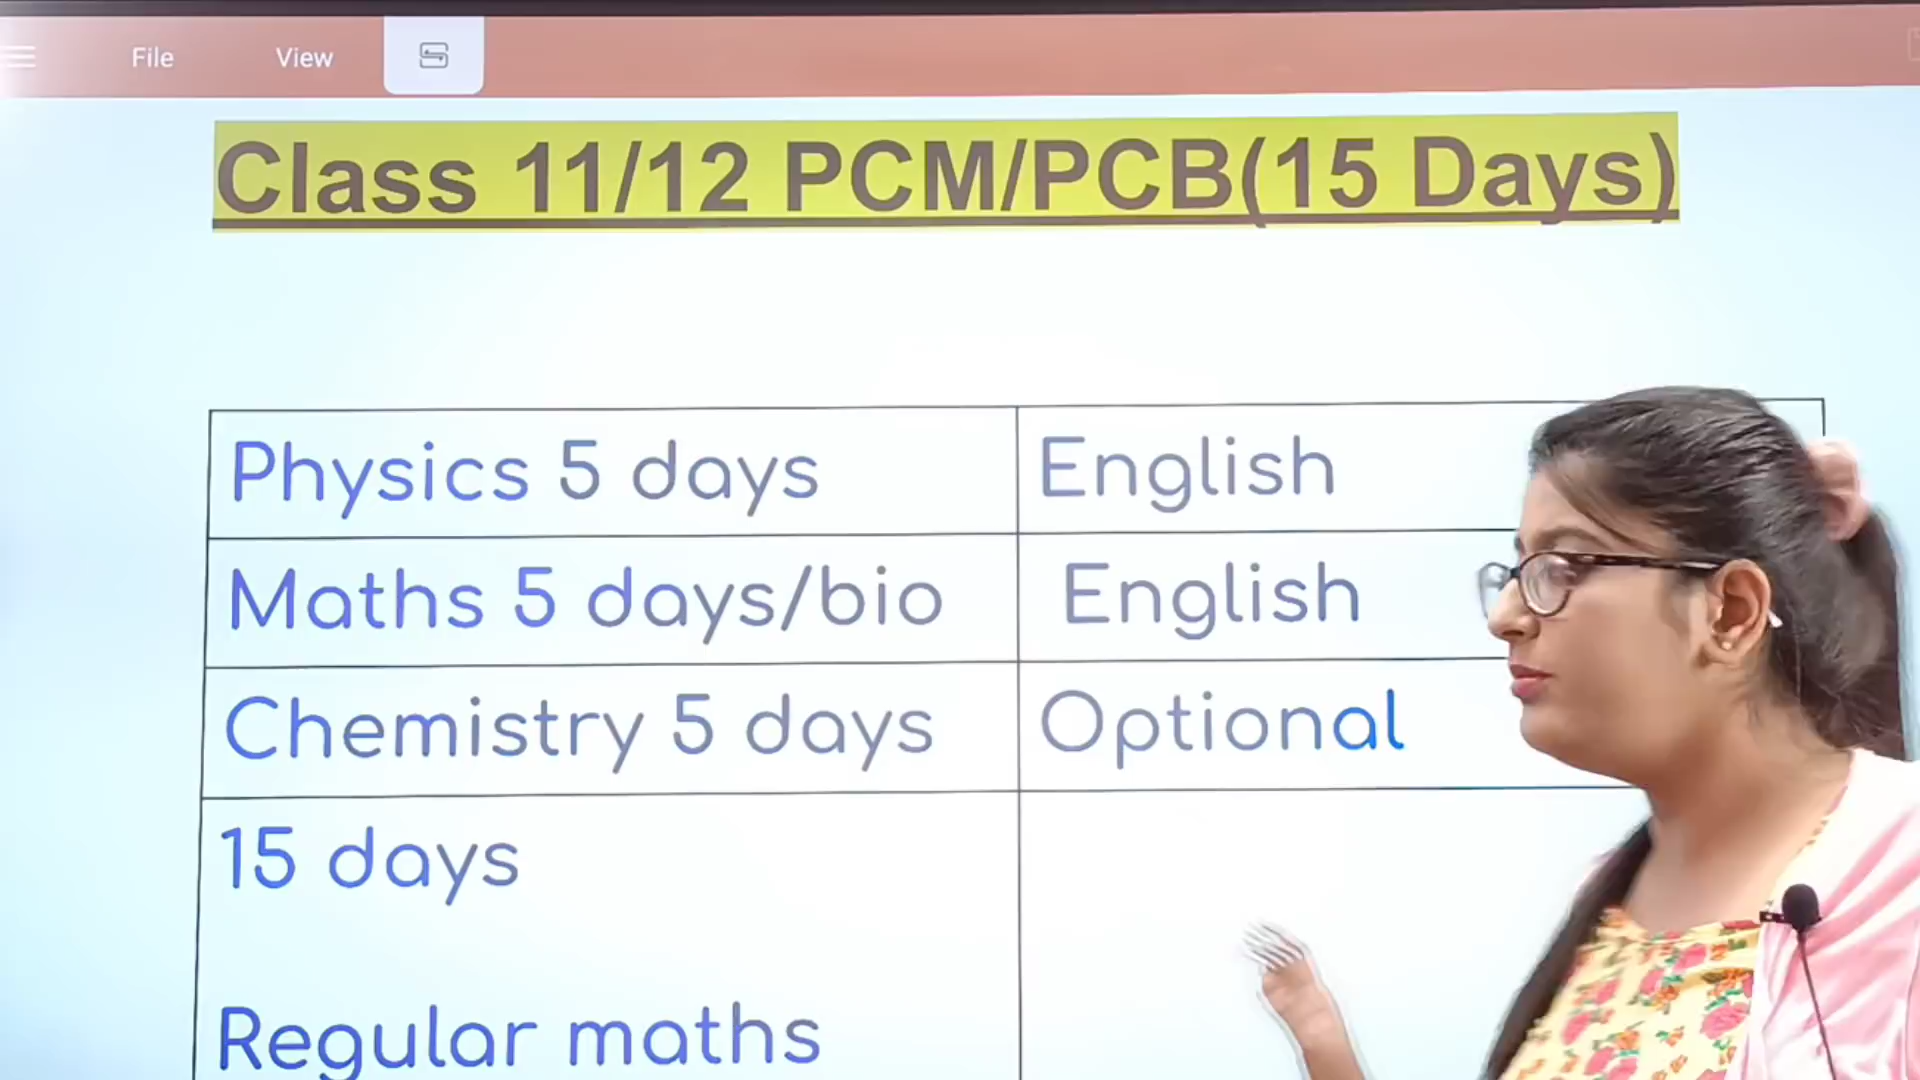 File View
Class 11/12 PCM/PCB(15 Days)
Physics 5 days English
Maths 5 days/bio English
Chemistry 5 days Optional
15 days
Regular maths